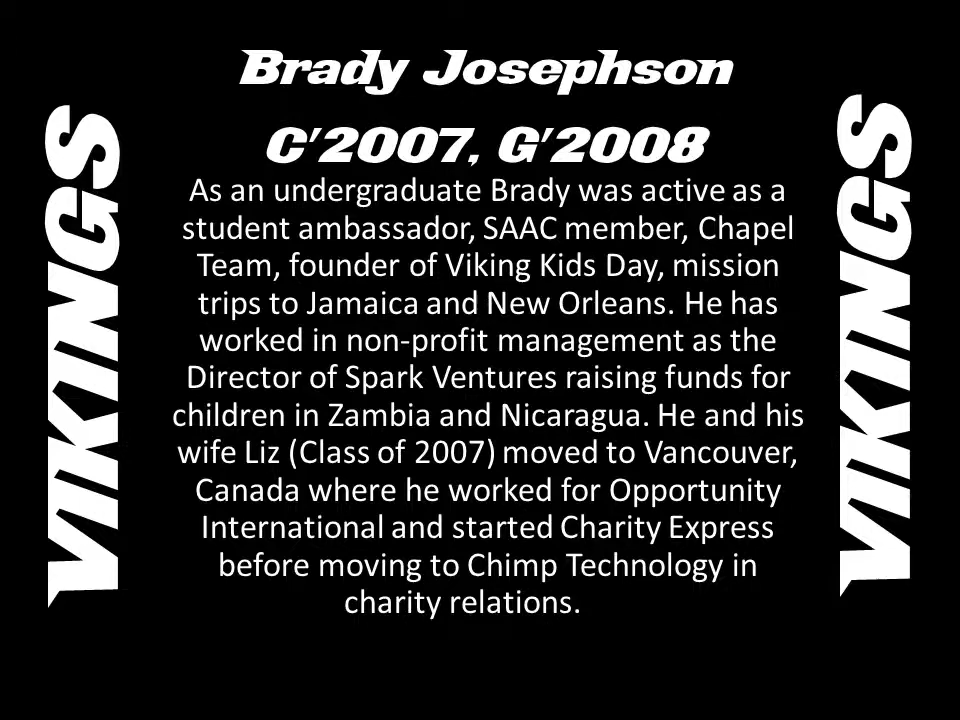 Brady Josephson
C'2007, G'2008
As an undergraduate Brady was active as a
student ambassador, SAAC member, Chapel
Team, founder of Viking Kids Day, mission
trips to Jamaica and New Orleans. He has
worked in non-profit management as the
Director of Spark Ventures raising funds for
children in Zambia and Nicaragua. He and his
wife Liz (Class of 2007) moved to Vancouver,
Canada where he worked for Opportunity
International and started Charity Express
before moving to Chimp Technology in
charity relations.
VIKINGS
VIKINGS